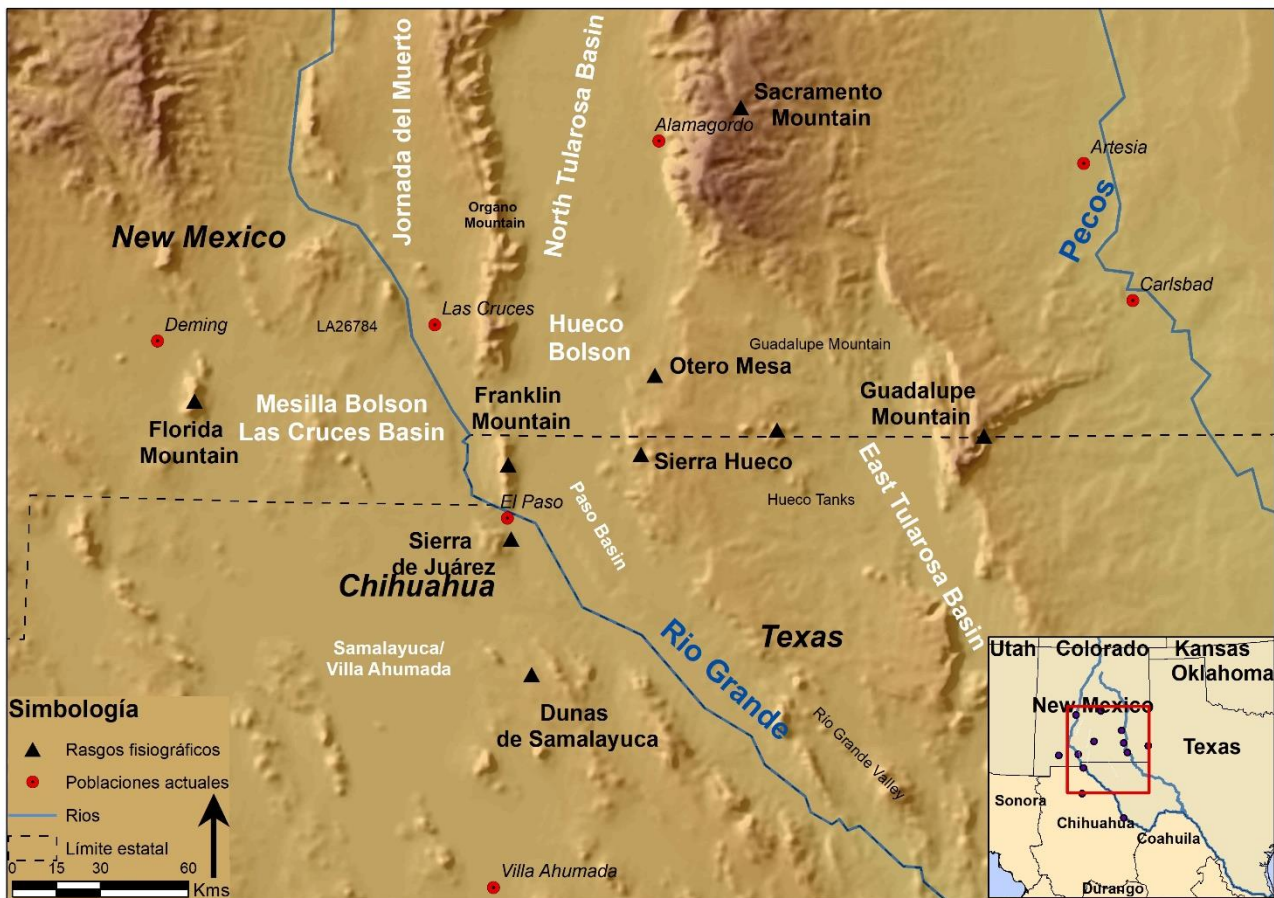 Jornada del Muerto
North Tularosa Basin
Sacramento
Mountain
Alamagordo
Artesia
Pecos
Organo
Mountain
New Mexico
Carlsbad
Las Cruces
Deming
LA26784
Hueco
Bolson
Guadalupe Mountain
Otero Mesa
Guadalupe
Mountain
Franklin
Mountain
Mesilla Bolson
Las Cruces Basin
Florida
Mountain
Sierra Hueco
East Tularosa Basin
Hueco Tanks
Paso Basin
El Paso
Sierra
de Juárez
Chihuahua
Texas
Rio Grande
Samalayuca/
Villa Ahumada
Dunas
de Samalayuca
Río Grande Valley
Villa Ahumada
Simbología
Rasgos fisiográficos
Poblaciones actuales
Rios
Límite estatal
0 15 30 60
Kms
Utah Colorado Kansas
Oklahoma
New Mexico
Texas
Sonora
Chihuahua
Coahuila
Durango